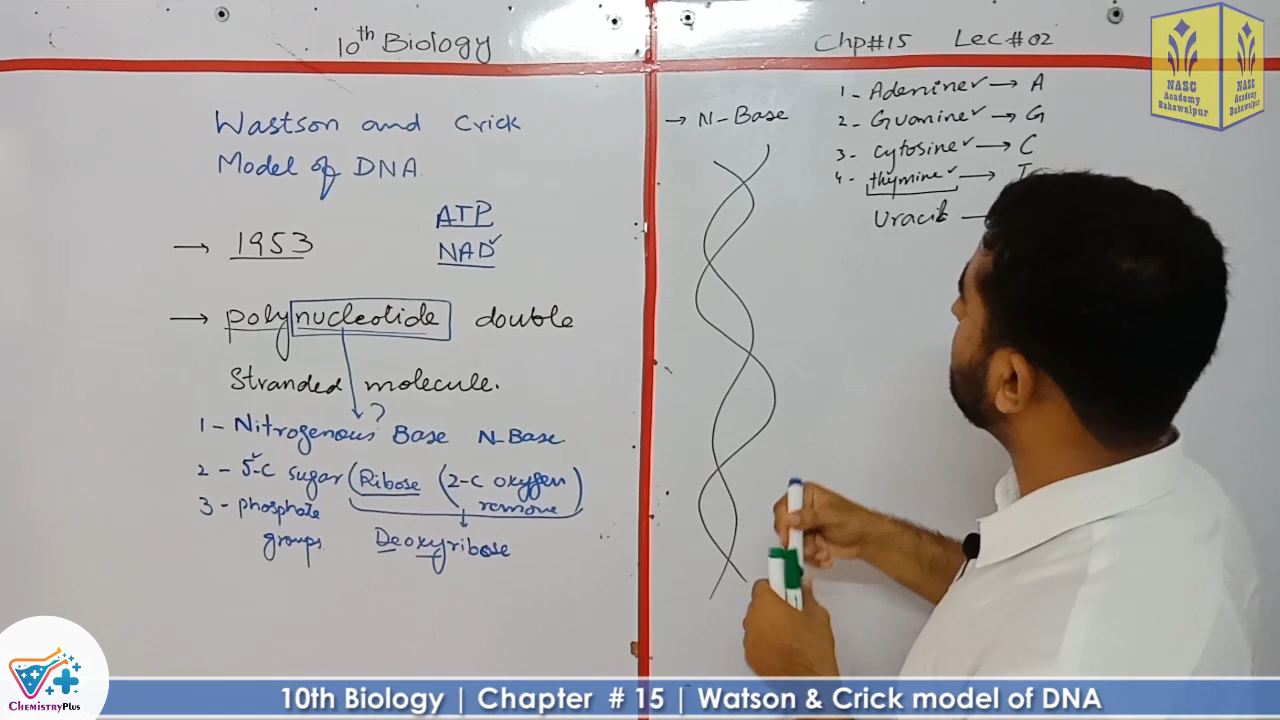 10th Biology
Chp#15 Lec#02
NASC
Academy
Bahawalpur
NASC
Academy
Bahawalpur
Wastson and Crick
Model of DNA.
→ 1953
ATP
NAD
→ polynucleotide double
Stranded molecule.
?
1- Nitrogenous Base N-Base.
2- 5-C sugar (Ribose (2-C oxygen
remove)
3- phosphate
groups.
Deoxyribose
→ N-Base
1- Adenine ✓ → A
2- Guanine ✓ → G
3- cytosine ✓ → C
4- thymine ✓ → T
Uracil —
ChemistryPlus
10th Biology | Chapter # 15 | Watson & Crick model of DNA